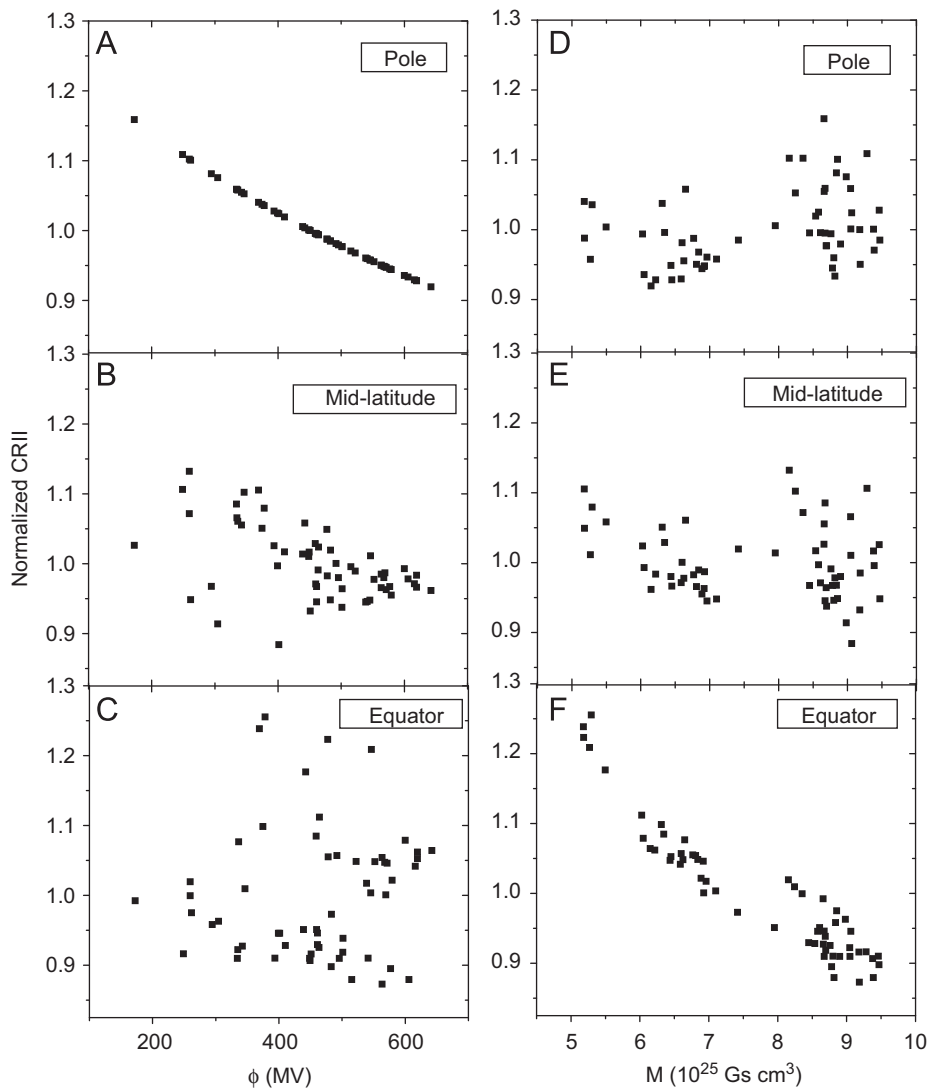 A
Pole
1.3
1.2
1.1
1.0
0.9
B
Mid-latitude
1.3
1.2
1.1
1.0
0.9
C
Equator
1.3
1.2
1.1
1.0
0.9
200
400
600
ϕ (MV)
Normalized CRII
D
Pole
1.3
1.2
1.1
1.0
0.9
E
Mid-latitude
1.3
1.2
1.1
1.0
0.9
F
Equator
1.3
1.2
1.1
1.0
0.9
5 6 7 8 9 10
M (10²⁵ Gs cm³)